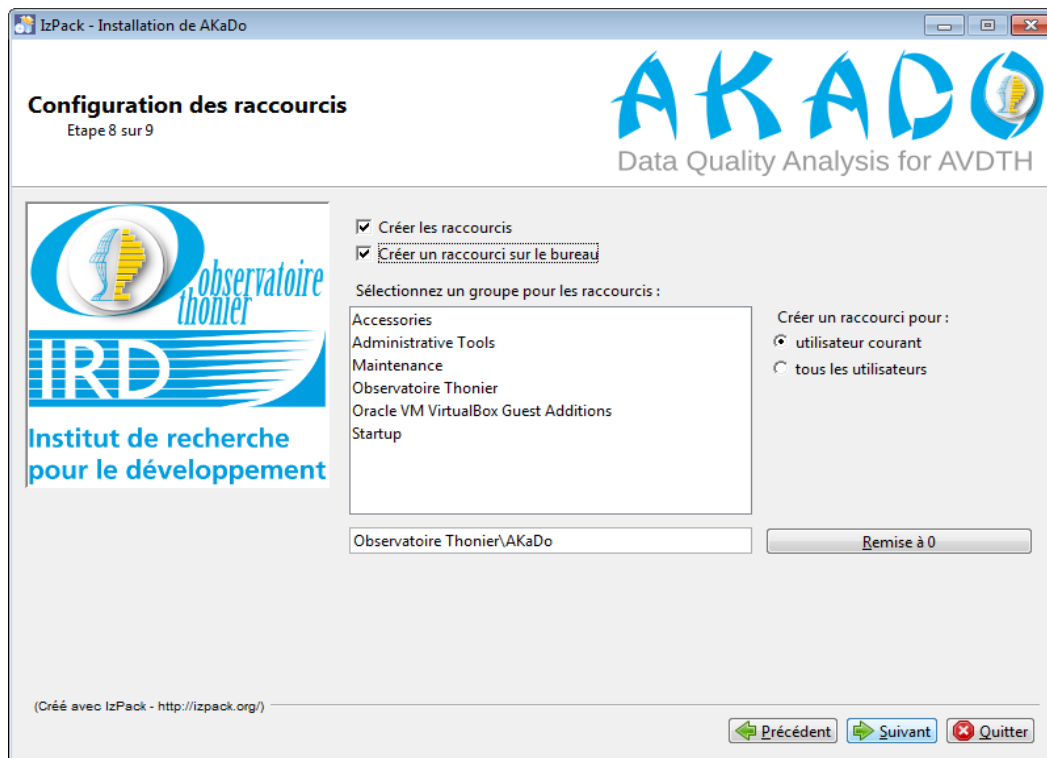 IzPack - Installation de AKaDo
Configuration des raccourcis
Etape 8 sur 9
AKADO
Data Quality Analysis for AVDTH
Observatoire
thonier
IRD
Institut de recherche
pour le développement
Créer les raccourcis
Créer un raccourci sur le bureau
Sélectionnez un groupe pour les raccourcis :
Accessories
Administrative Tools
Maintenance
Observatoire Thonier
Oracle VM VirtualBox Guest Additions
Startup
Créer un raccourci pour :
utilisateur courant
tous les utilisateurs
Observatoire Thonier\AKaDo
Remise à 0
(Créé avec IzPack - http://izpack.org/)
Précédent
Suivant
Quitter